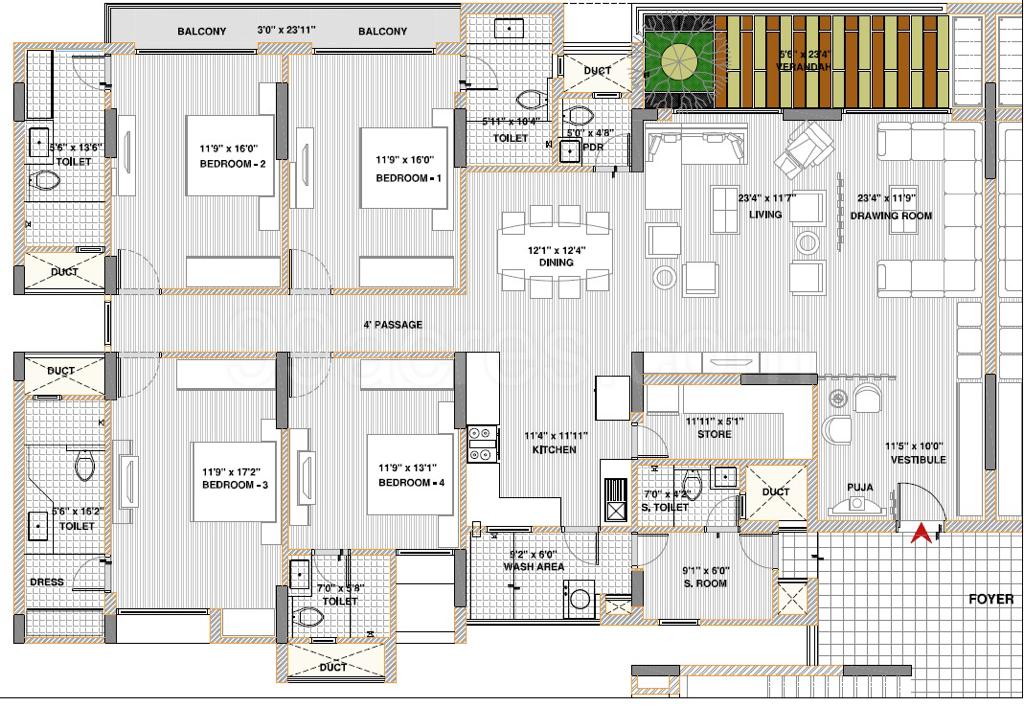 BALCONY
3'0" x 23'11"
BALCONY
5'6" x 23'4"
VERANDAH
DUCT
5'6" x 13'6"
TOILET
11'9" x 16'0"
BEDROOM - 2
11'9" x 16'0"
BEDROOM - 1
5'11" x 10'4"
TOILET
5'0" x 4'8"
PDR
23'4" x 11'7"
LIVING
23'4" x 11'9"
DRAWING ROOM
12'1" x 12'4"
DINING
DUCT
4' PASSAGE
99acres.com
DUCT
11'9" x 17'2"
BEDROOM - 3
11'9" x 13'1"
BEDROOM - 4
11'4" x 11'11"
KITCHEN
11'11" x 5'1"
STORE
11'5" x 10'0"
VESTIBULE
PUJA
7'0" x 4'2"
S. TOILET
DUCT
5'6" x 16'2"
TOILET
DRESS
7'0" x 5'8"
TOILET
9'2" x 6'0"
WASH AREA
9'1" x 6'0"
S. ROOM
FOYER
DUCT